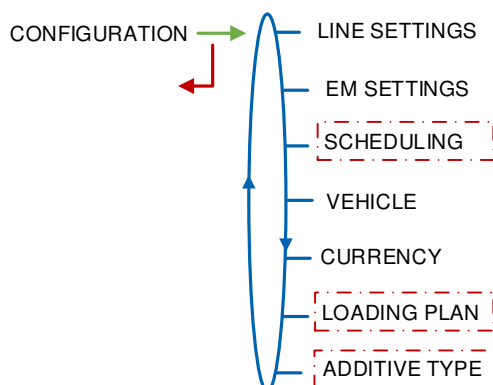 CONFIGURATION
LINE SETTINGS
EM SETTINGS
SCHEDULING
VEHICLE
CURRENCY
LOADING PLAN
ADDITIVE TYPE